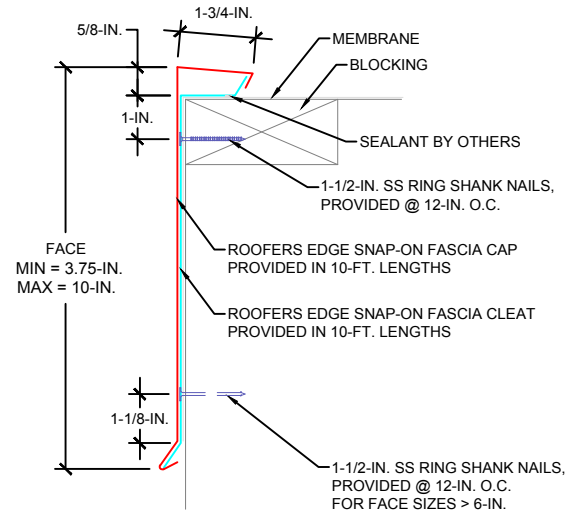 1-3/4-IN.
5/8-IN.
MEMBRANE
BLOCKING
1-IN.
SEALANT BY OTHERS
1-1/2-IN. SS RING SHANK NAILS,
PROVIDED @ 12-IN. O.C.
FACE
MIN = 3.75-IN.
MAX = 10-IN.
ROOFERS EDGE SNAP-ON FASCIA CAP
PROVIDED IN 10-FT. LENGTHS
ROOFERS EDGE SNAP-ON FASCIA CLEAT
PROVIDED IN 10-FT. LENGTHS
1-1/8-IN.
1-1/2-IN. SS RING SHANK NAILS,
PROVIDED @ 12-IN. O.C.
FOR FACE SIZES > 6-IN.